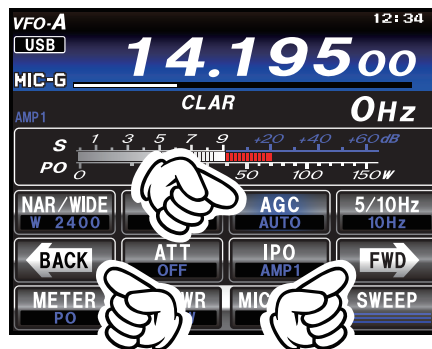 VFO-A 12:34
USB 14.19500
MIC-G
AMP1 CLAR 0Hz
S 1 3 5 7 9 +20 +40 +60dB
PO 0 50 100 150W
NAR/WIDE AGC 5/10Hz
W 2400 AUTO 10Hz
BACK ATT IPO FWD
OFF AMP1
METER MIC SWEEP
PO